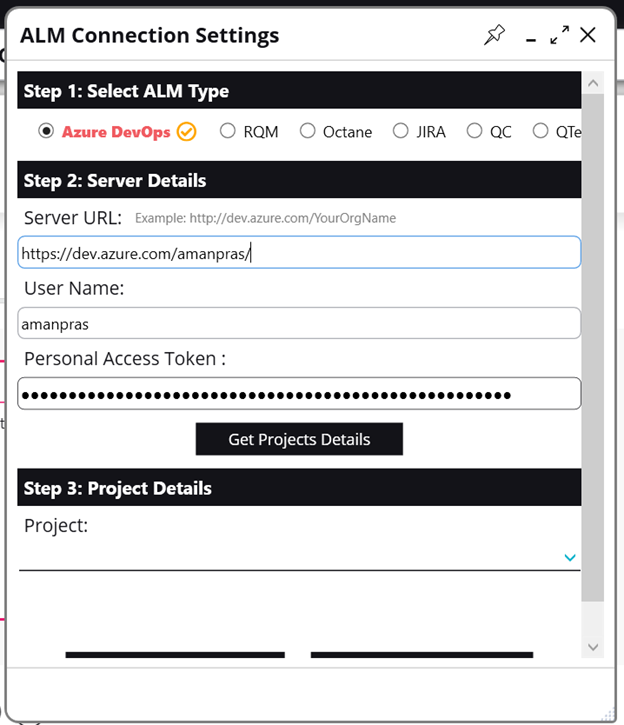 ALM Connection Settings
Step 1: Select ALM Type
Azure DevOps RQM Octane JIRA QC QTe
Step 2: Server Details
Server URL: Example: http://dev.azure.com/YourOrgName
https://dev.azure.com/amanpras/
User Name:
amanpras
Personal Access Token :
••••••••••••••••••••••••••••••••••••••••••••••••••••
Get Projects Details
Step 3: Project Details
Project: